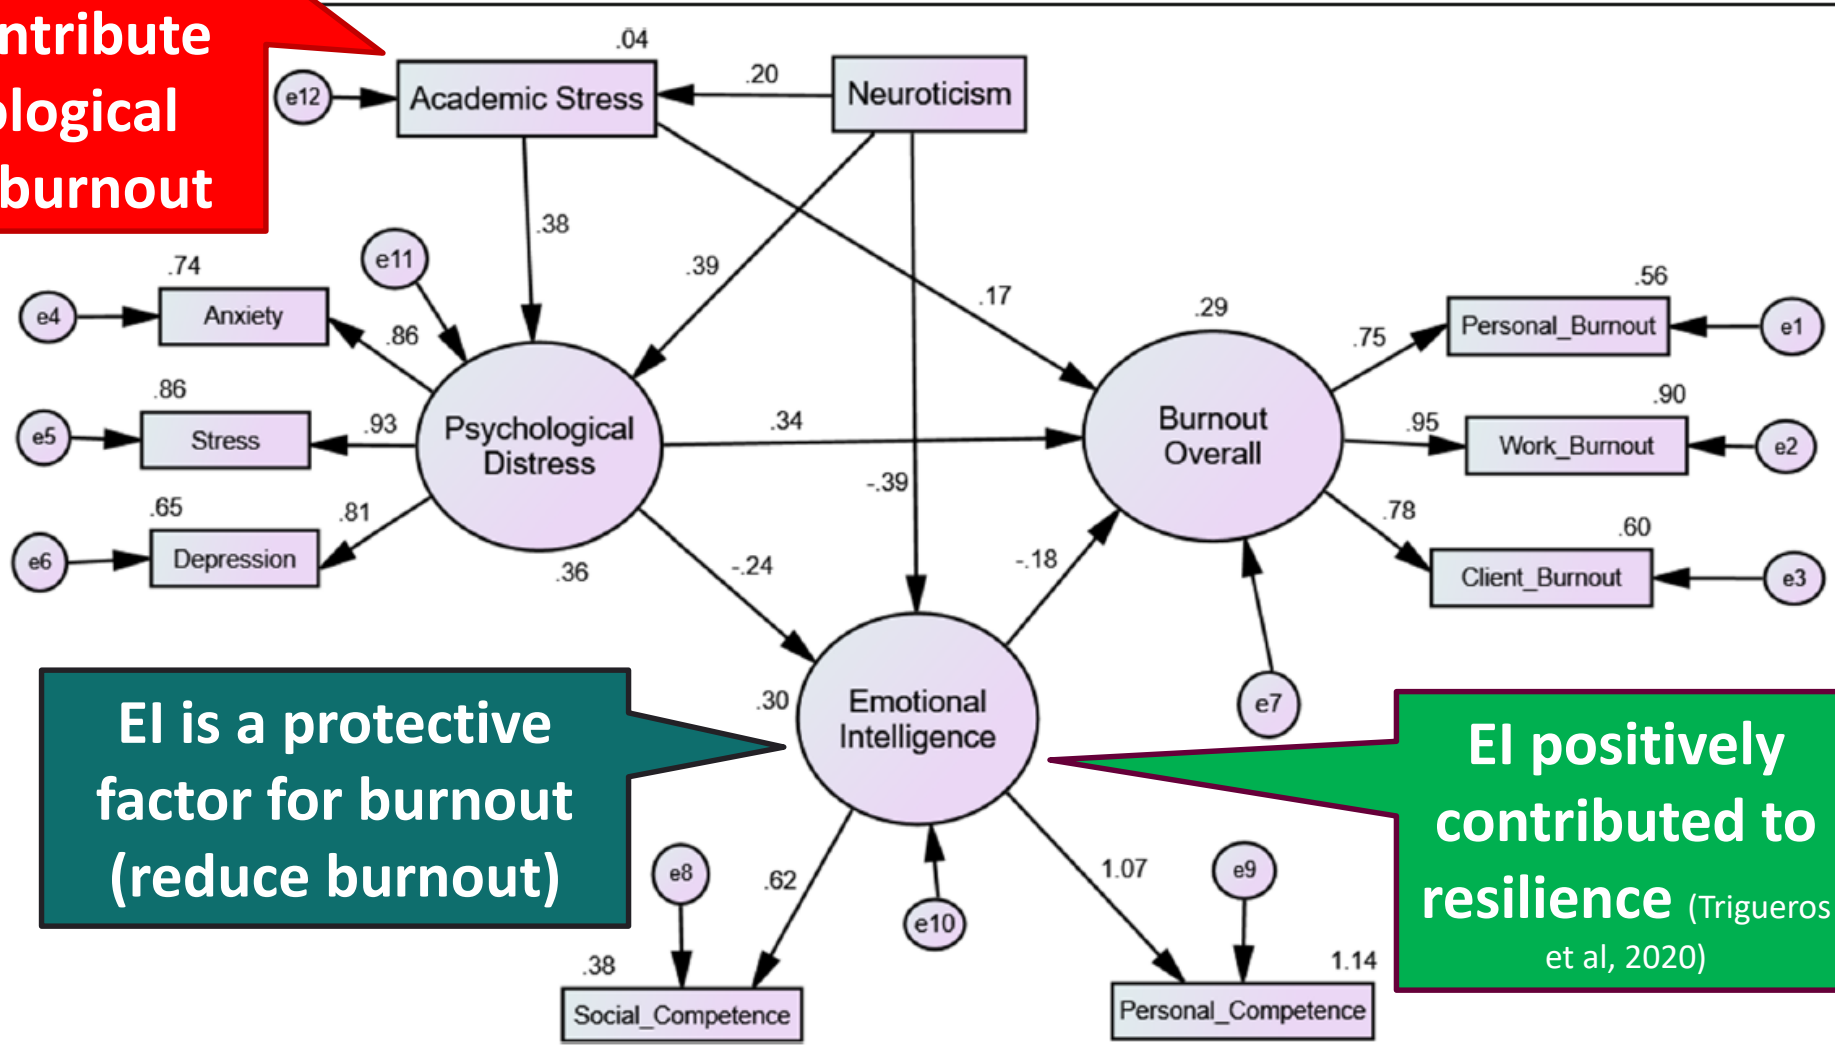 ntribute
ological
burnout
.04
e12
Academic Stress
.20
Neuroticism
.38
.39
.17
-.39
e11
.74
e4
Anxiety
.86
.86
e5
Stress
.93
.65
e6
Depression
.81
Psychological
Distress
.36
.34
-.24
.29
Burnout
Overall
.56
.75
Personal_Burnout
e1
.90
.95
Work_Burnout
e2
.60
.78
Client_Burnout
e3
-.18
e7
.30
Emotional
Intelligence
EI is a protective
factor for burnout
(reduce burnout)
EI positively
contributed to
resilience (Trigueros
et al, 2020)
e8
.62
e10
1.07
e9
.38
Social_Competence
1.14
Personal_Competence